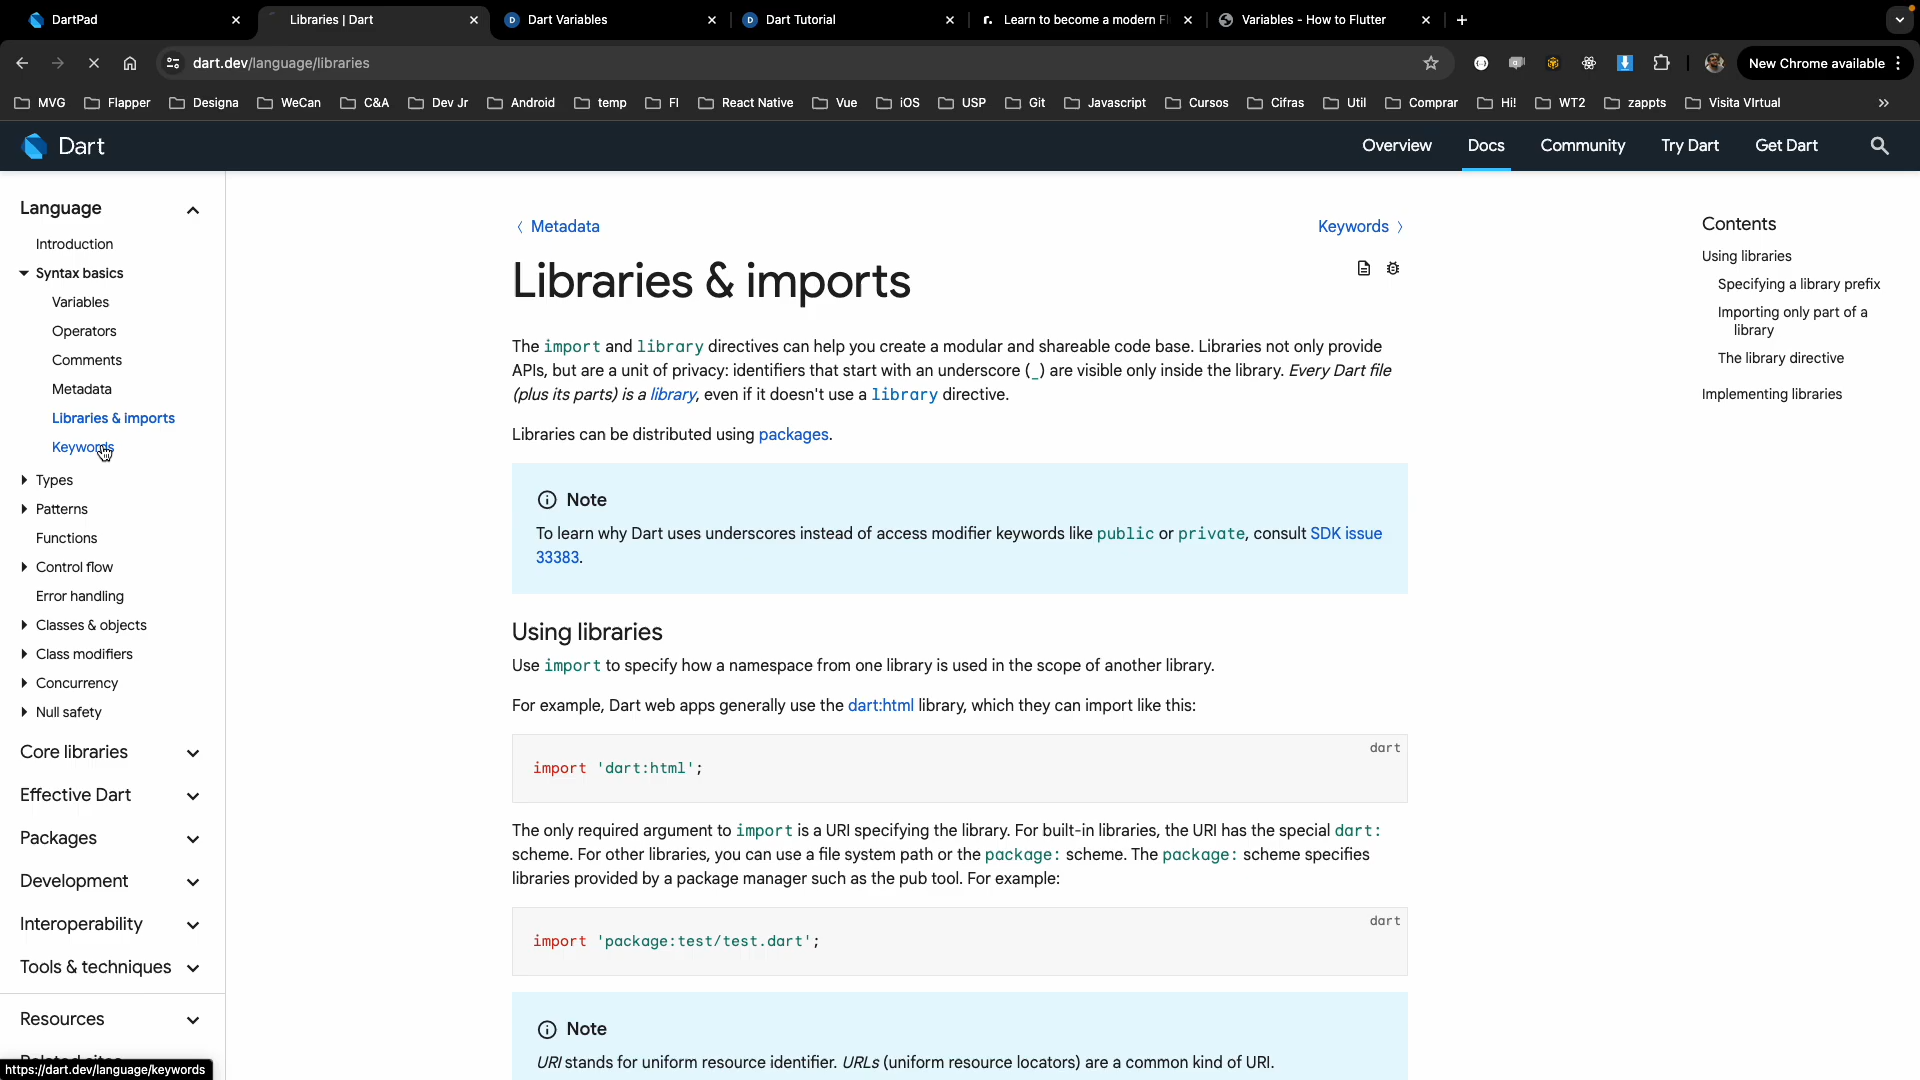 DartPad
Libraries | Dart
Dart Variables
Dart Tutorial
Learn to become a modern Fl
Variables - How to Flutter
dart.dev/language/libraries
New Chrome available
MVG
Flapper
Designa
WeCan
C&A
Dev Jr
Android
temp
FI
React Native
Vue
iOS
USP
Git
Javascript
Cursos
Cifras
Util
Comprar
Hi!
WT2
zappts
Visita VIrtual
Dart
Overview
Docs
Community
Try Dart
Get Dart
Language
Introduction
Syntax basics
Variables
Operators
Comments
Metadata
Libraries & imports
Keywords
Types
Patterns
Functions
Control flow
Error handling
Classes & objects
Class modifiers
Concurrency
Null safety
Core libraries
Effective Dart
Packages
Development
Interoperability
Tools & techniques
Resources
https://dart.dev/language/keywords
Metadata
Keywords
Libraries & imports
The import and library directives can help you create a modular and shareable code base. Libraries not only provide
APIs, but are a unit of privacy: identifiers that start with an underscore (_) are visible only inside the library. Every Dart file
(plus its parts) is a library, even if it doesn't use a library directive.
Libraries can be distributed using packages.
Note
To learn why Dart uses underscores instead of access modifier keywords like public or private, consult SDK issue
33383.
Using libraries
Use import to specify how a namespace from one library is used in the scope of another library.
For example, Dart web apps generally use the dart:html library, which they can import like this:
dart
import 'dart:html';
The only required argument to import is a URI specifying the library. For built-in libraries, the URI has the special dart:
scheme. For other libraries, you can use a file system path or the package: scheme. The package: scheme specifies
libraries provided by a package manager such as the pub tool. For example:
dart
import 'package:test/test.dart';
Note
URI stands for uniform resource identifier. URLs (uniform resource locators) are a common kind of URI.
Contents
Using libraries
Specifying a library prefix
Importing only part of a
library
The library directive
Implementing libraries